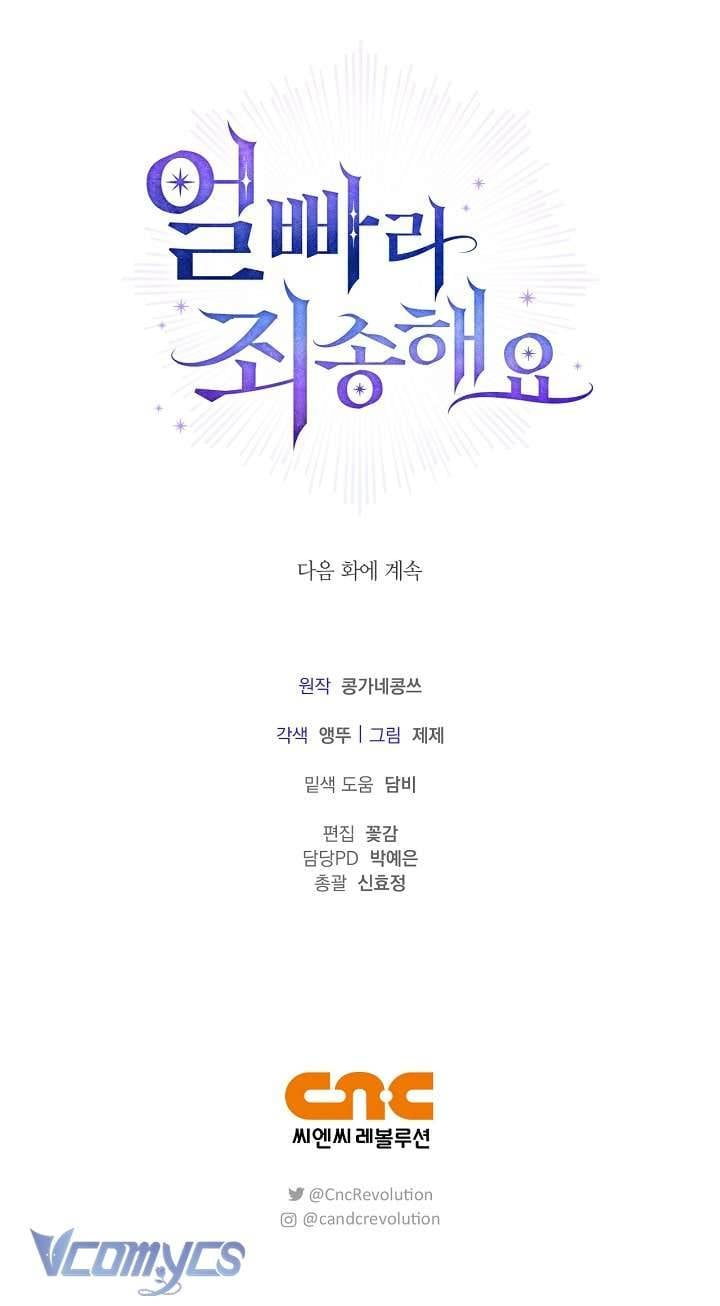 얼빠라
죄송해요
다음 화에 계속
원작 콩가네콩쓰
각색 앵뚜 | 그림 제제
밑색 도움 담비
편집 꽃감
담당PD 박예은
총괄 신효정
CNC
씨엔씨레볼루션
@CncRevolution
@candcrevolution
Vcomycs